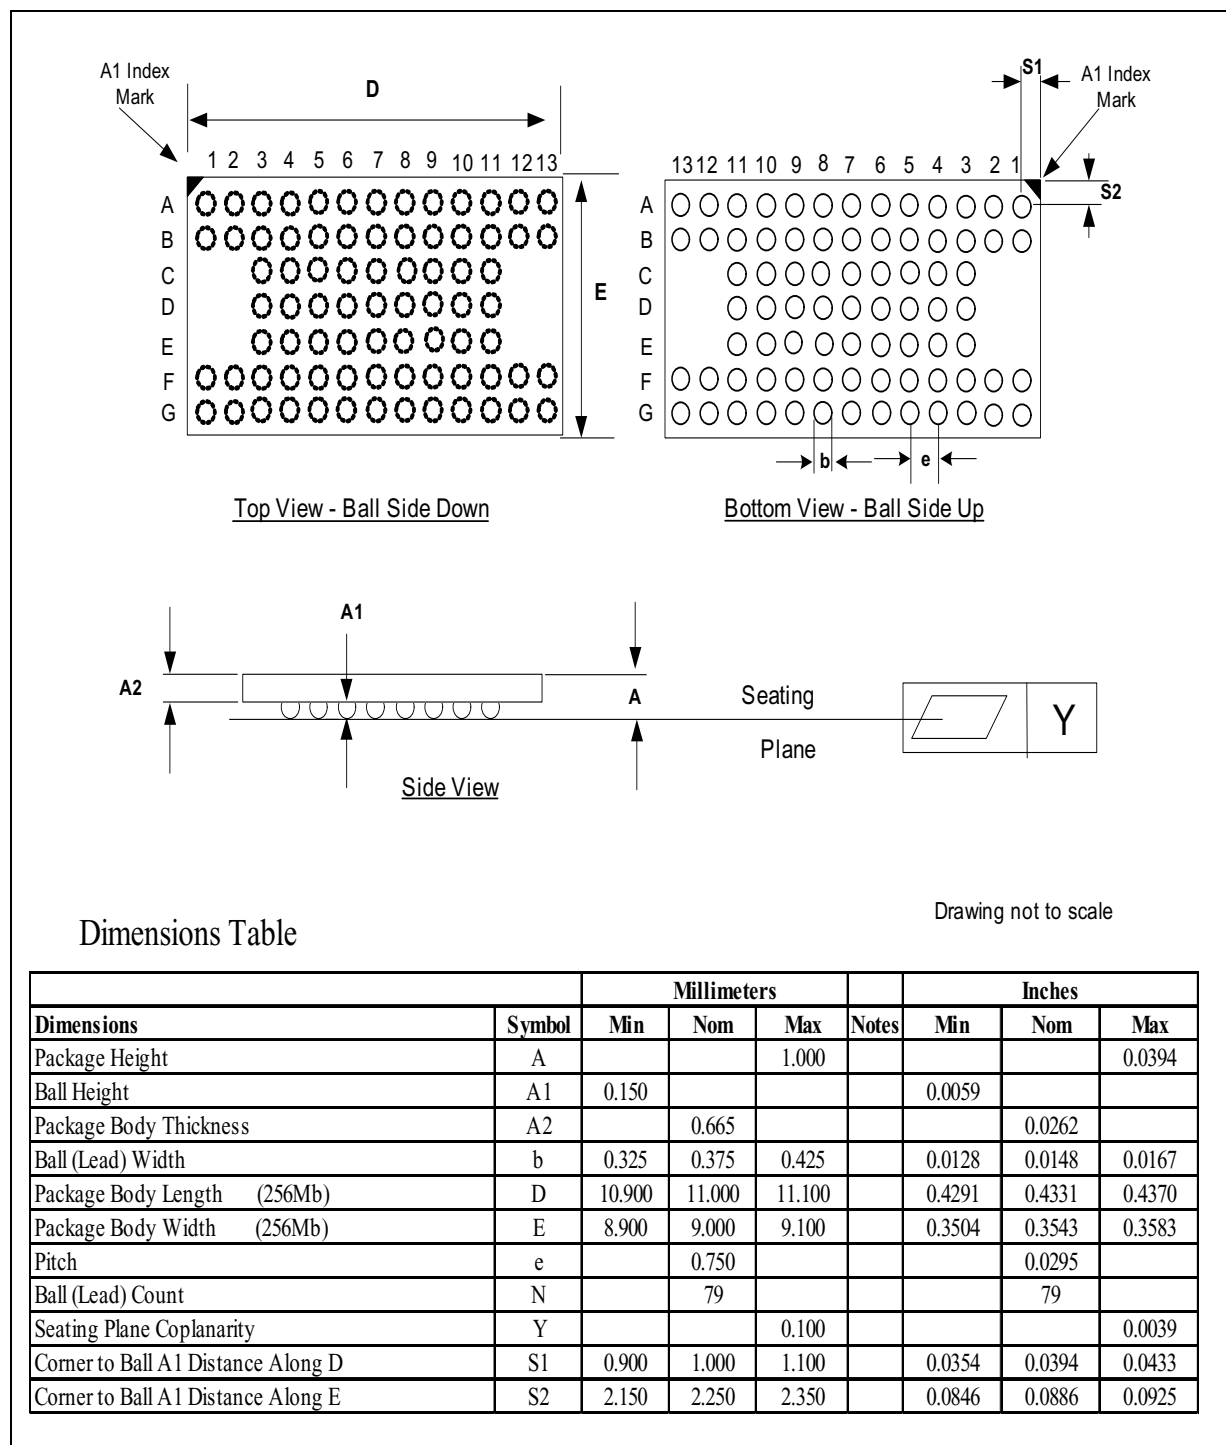 A1 Index
Mark
D
S1
A1 Index
Mark
1 2 3 4 5 6 7 8 9 10 11 12 13
13 12 11 10 9 8 7 6 5 4 3 2 1
S2
A
B
C
D
E
F
G
E
A
B
C
D
E
F
G
b
e
Top View - Ball Side Down
Bottom View - Ball Side Up
A1
A2
A
Seating
Plane
Y
Side View
Drawing not to scale
Dimensions Table
Millimeters Inches
Dimensions Symbol Min Nom Max Notes Min Nom Max
Package Height A 1.000 0.0394
Ball Height A1 0.150 0.0059
Package Body Thickness A2 0.665 0.0262
Ball (Lead) Width b 0.325 0.375 0.425 0.0128 0.0148 0.0167
Package Body Length (256Mb) D 10.900 11.000 11.100 0.4291 0.4331 0.4370
Package Body Width (256Mb) E 8.900 9.000 9.100 0.3504 0.3543 0.3583
Pitch e 0.750 0.0295
Ball (Lead) Count N 79 79
Seating Plane Coplanarity Y 0.100 0.0039
Corner to Ball A1 Distance Along D S1 0.900 1.000 1.100 0.0354 0.0394 0.0433
Corner to Ball A1 Distance Along E S2 2.150 2.250 2.350 0.0846 0.0886 0.0925